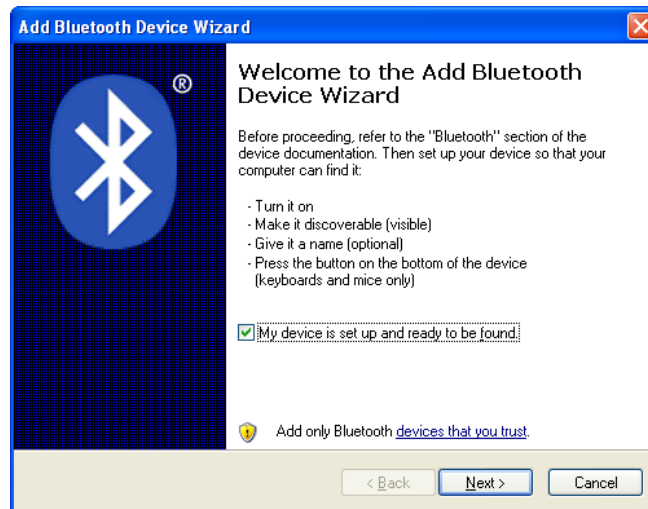 Add Bluetooth Device Wizard
®
Welcome to the Add Bluetooth
Device Wizard
Before proceeding, refer to the "Bluetooth" section of the
device documentation. Then set up your device so that your
computer can find it:
- Turn it on
- Make it discoverable (visible)
- Give it a name (optional)
- Press the button on the bottom of the device
(keyboards and mice only)
My device is set up and ready to be found.
Add only Bluetooth devices that you trust.
< Back Next > Cancel